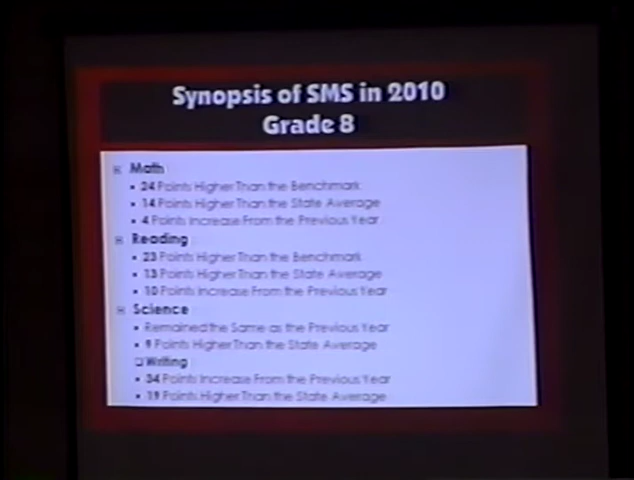 Synopsis of SMS in 2010
Grade 8
Math
• 24 Points Higher Than the Benchmark
• 14 Points Higher Than the State Average
• 4 Points Increase From the Previous Year
Reading
• 23 Points Higher Than the Benchmark
• 13 Points Higher Than the State Average
• 10 Points Increase From the Previous Year
Science
• Remained the Same as the Previous Year
• 9 Points Higher Than the State Average
❑Writing
• 34 Points Increase From the Previous Year
• 19 Points Higher Than the State Average